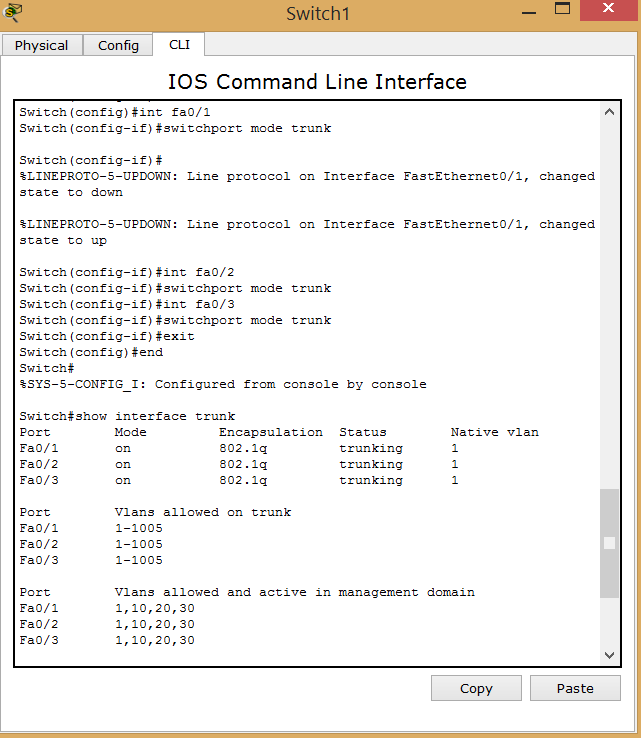 Switch1
Physical Config CLI
IOS Command Line Interface
Switch(config)#int fa0/1
Switch(config-if)#switchport mode trunk
Switch(config-if)#
%LINEPROTO-5-UPDOWN: Line protocol on Interface FastEthernet0/1, changed
state to down
%LINEPROTO-5-UPDOWN: Line protocol on Interface FastEthernet0/1, changed
state to up
Switch(config-if)#int fa0/2
Switch(config-if)#switchport mode trunk
Switch(config-if)#int fa0/3
Switch(config-if)#switchport mode trunk
Switch(config-if)#exit
Switch(config)#end
Switch#
%SYS-5-CONFIG_I: Configured from console by console
Switch#show interface trunk
Port Mode Encapsulation Status Native vlan
Fa0/1 on 802.1q trunking 1
Fa0/2 on 802.1q trunking 1
Fa0/3 on 802.1q trunking 1
Port Vlans allowed on trunk
Fa0/1 1-1005
Fa0/2 1-1005
Fa0/3 1-1005
Port Vlans allowed and active in management domain
Fa0/1 1,10,20,30
Fa0/2 1,10,20,30
Fa0/3 1,10,20,30
Copy Paste